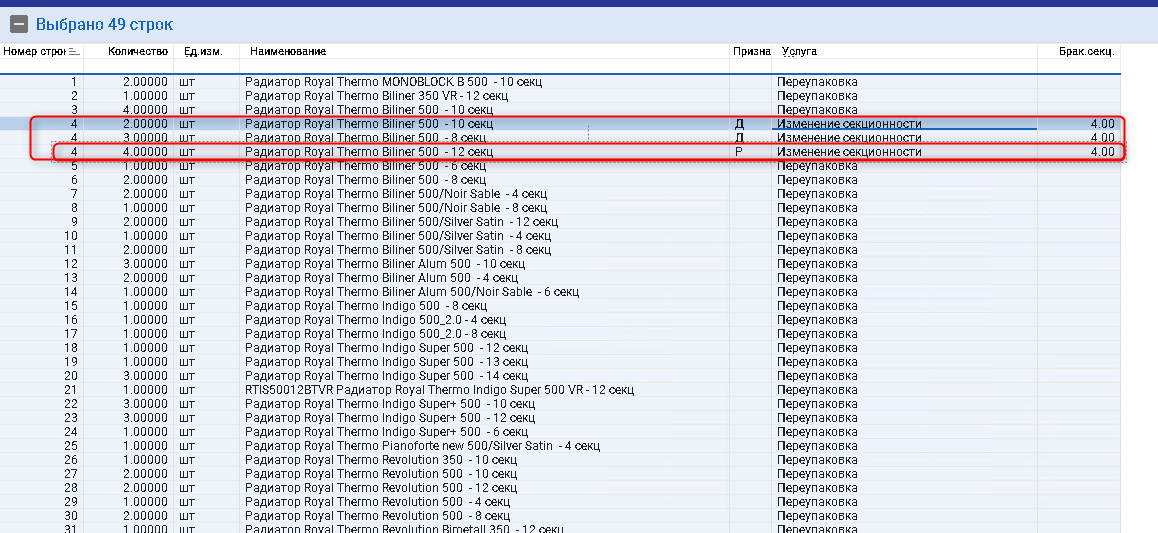 Выбрано 49 строк
Номер строк Количество Ед.изм. Наименование Призна Услуга Брак.секц.
1 2.00000 шт Радиатор Royal Thermo MONOBLOCK B 500 - 10 секц Переупаковка
2 1.00000 шт Радиатор Royal Thermo Biliner 350 VR - 12 секц Переупаковка
3 4.00000 шт Радиатор Royal Thermo Biliner 500 - 10 секц Переупаковка
4 2.00000 шт Радиатор Royal Thermo Biliner 500 - 10 секц Д Изменение секционности 4.00
4 3.00000 шт Радиатор Royal Thermo Biliner 500 - 8 секц Д Изменение секционности 4.00
4 4.00000 шт Радиатор Royal Thermo Biliner 500 - 12 секц Р Изменение секционности 4.00
5 1.00000 шт Радиатор Royal Thermo Biliner 500 - 6 секц Переупаковка
6 2.00000 шт Радиатор Royal Thermo Biliner 500 - 8 секц Переупаковка
7 2.00000 шт Радиатор Royal Thermo Biliner 500/Noir Sable - 4 секц Переупаковка
8 1.00000 шт Радиатор Royal Thermo Biliner 500/Noir Sable - 8 секц Переупаковка
9 2.00000 шт Радиатор Royal Thermo Biliner 500/Silver Satin - 12 секц Переупаковка
10 1.00000 шт Радиатор Royal Thermo Biliner 500/Silver Satin - 4 секц Переупаковка
11 2.00000 шт Радиатор Royal Thermo Biliner 500/Silver Satin - 8 секц Переупаковка
12 3.00000 шт Радиатор Royal Thermo Biliner Alum 500 - 10 секц Переупаковка
13 2.00000 шт Радиатор Royal Thermo Biliner Alum 500 - 4 секц Переупаковка
14 1.00000 шт Радиатор Royal Thermo Biliner Alum 500/Noir Sable - 6 секц Переупаковка
15 1.00000 шт Радиатор Royal Thermo Indigo 500 - 8 секц Переупаковка
16 1.00000 шт Радиатор Royal Thermo Indigo 500_2.0 - 4 секц Переупаковка
17 1.00000 шт Радиатор Royal Thermo Indigo 500_2.0 - 8 секц Переупаковка
18 1.00000 шт Радиатор Royal Thermo Indigo Super 500 - 12 секц Переупаковка
19 1.00000 шт Радиатор Royal Thermo Indigo Super 500 - 13 секц Переупаковка
20 3.00000 шт Радиатор Royal Thermo Indigo Super 500 - 14 секц Переупаковка
21 1.00000 шт RTIS50012BTVR Радиатор Royal Thermo Indigo Super 500 VR - 12 секц Переупаковка
22 3.00000 шт Радиатор Royal Thermo Indigo Super+ 500 - 10 секц Переупаковка
23 3.00000 шт Радиатор Royal Thermo Indigo Super+ 500 - 12 секц Переупаковка
24 1.00000 шт Радиатор Royal Thermo Indigo Super+ 500 - 6 секц Переупаковка
25 1.00000 шт Радиатор Royal Thermo Pianoforte new 500/Silver Satin - 4 секц Переупаковка
26 1.00000 шт Радиатор Royal Thermo Revolution 350 - 10 секц Переупаковка
27 2.00000 шт Радиатор Royal Thermo Revolution 500 - 10 секц Переупаковка
28 2.00000 шт Радиатор Royal Thermo Revolution 500 - 12 секц Переупаковка
29 1.00000 шт Радиатор Royal Thermo Revolution 500 - 4 секц Переупаковка
30 2.00000 шт Радиатор Royal Thermo Revolution 500 - 8 секц Переупаковка
31 1.00000 шт Радиатор Royal Thermo Revolution Bimetall 350 - 12 секц Переупаковка